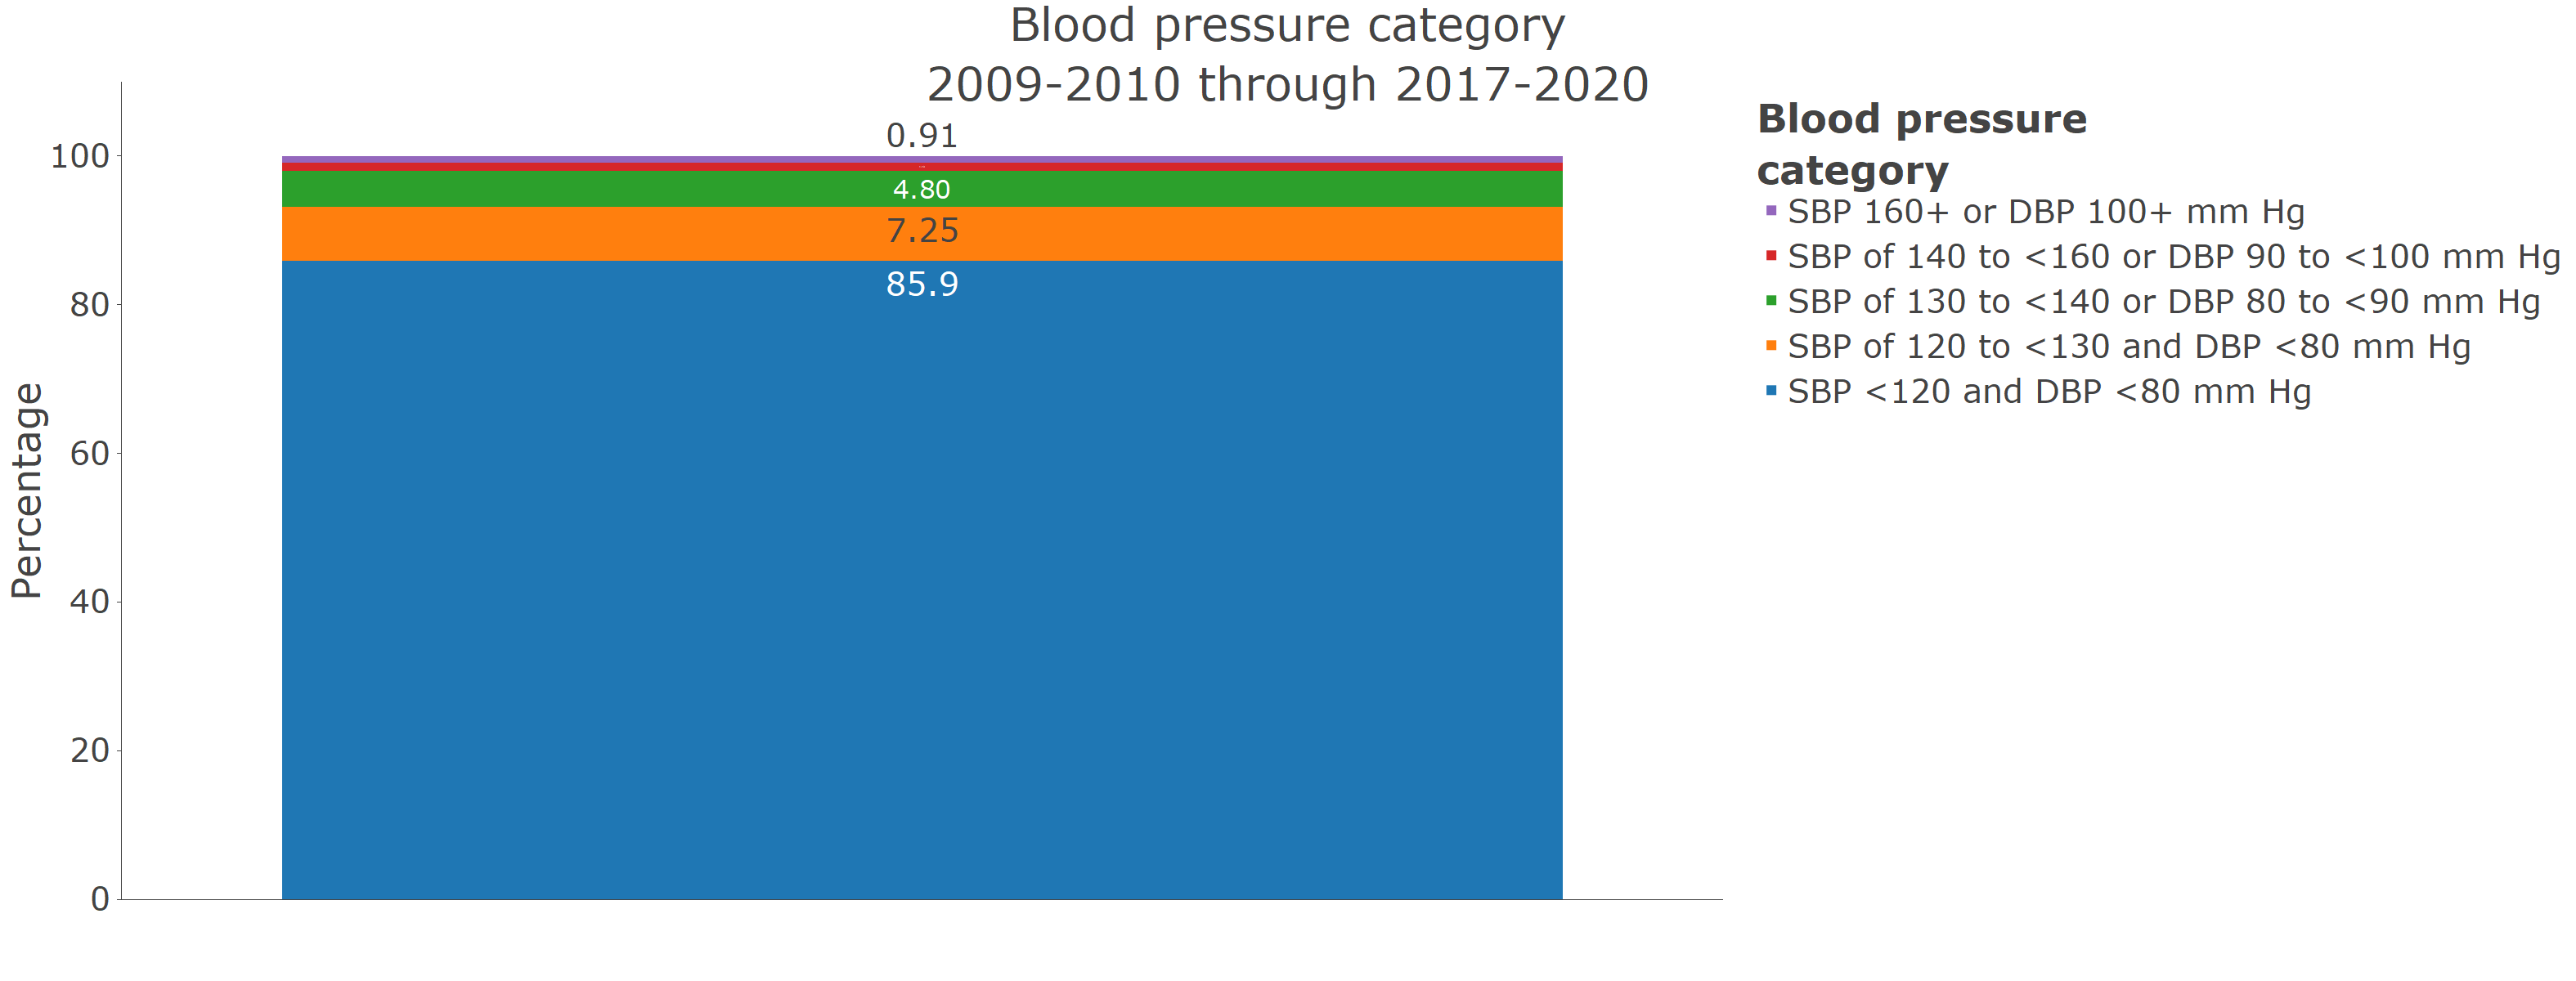 Blood pressure category
2009-2010 through 2017-2020
Percentage
100
80
60
40
20
0
0.91
4.80
7.25
85.9
Blood pressure
category
SBP 160+ or DBP 100+ mm Hg
SBP of 140 to <160 or DBP 90 to <100 mm Hg
SBP of 130 to <140 or DBP 80 to <90 mm Hg
SBP of 120 to <130 and DBP <80 mm Hg
SBP <120 and DBP <80 mm Hg